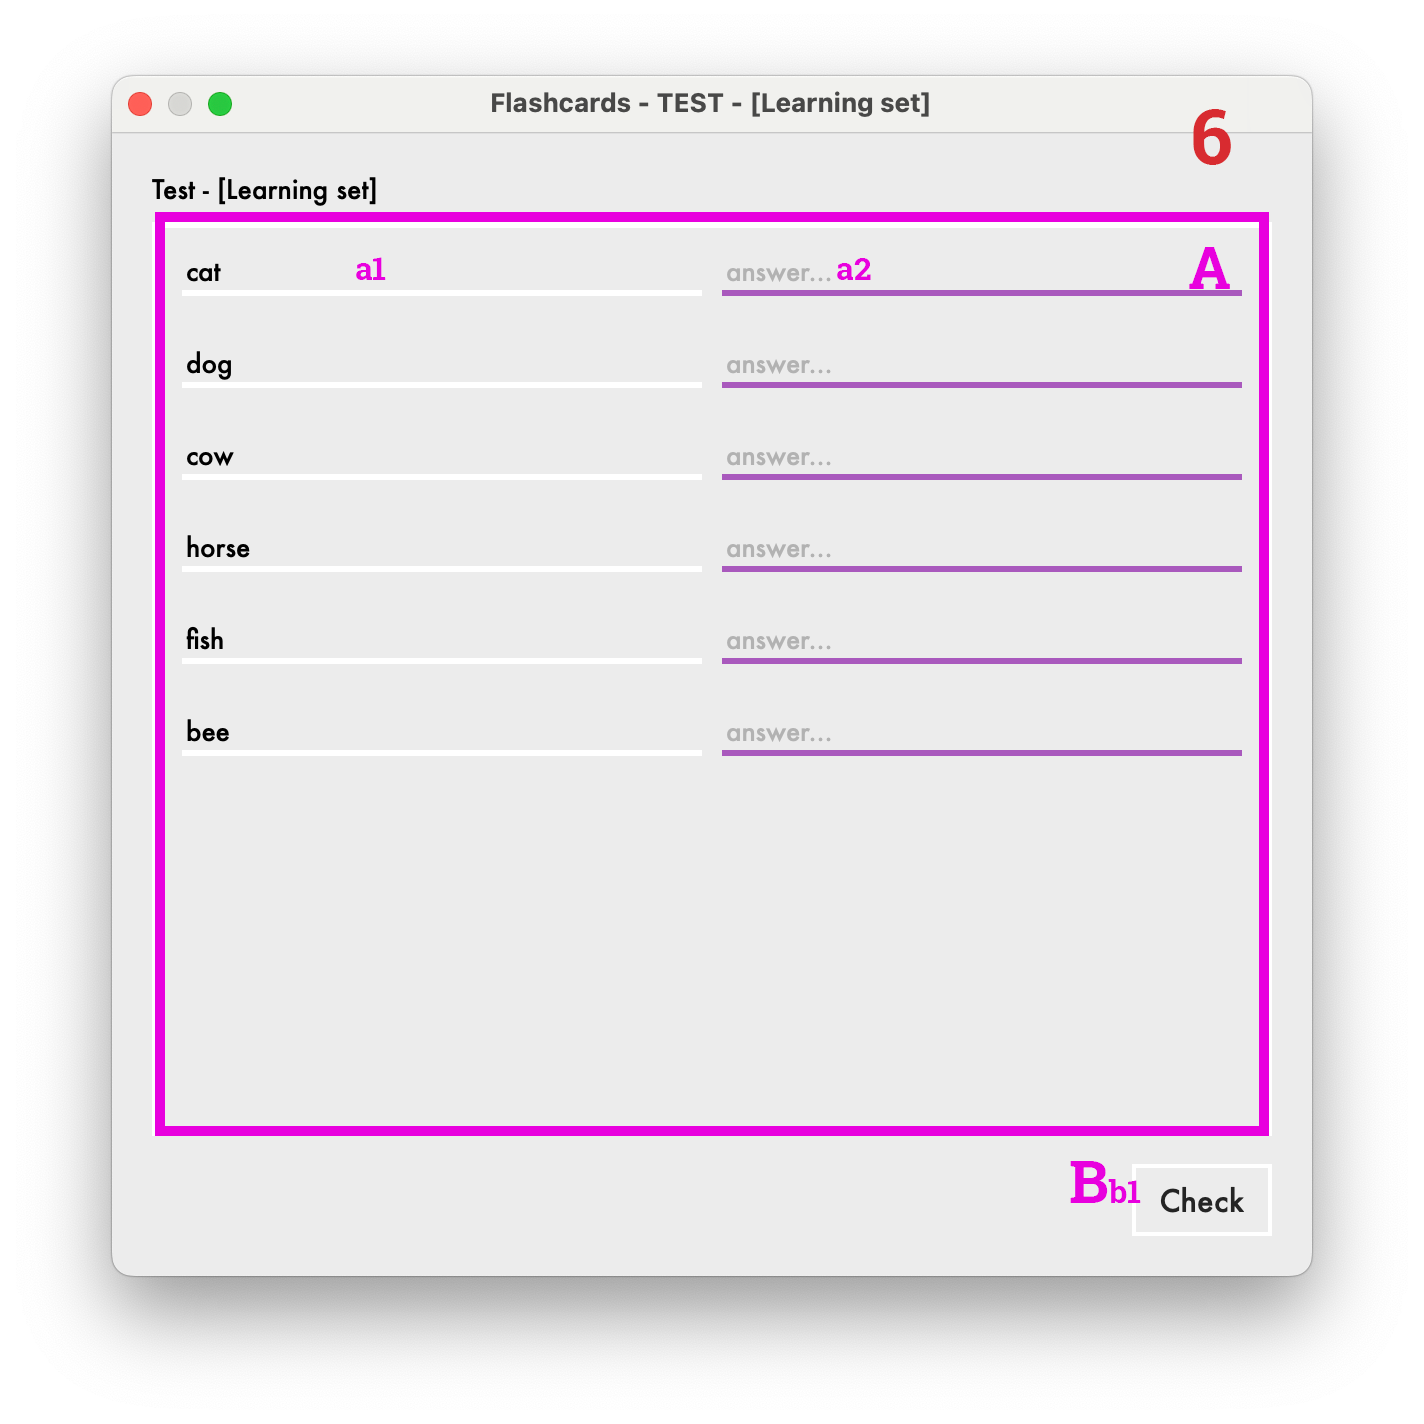 Flashcards - TEST - [Learning set]
6
Test - [Learning set]
cat a1 answer... a2 A
dog answer...
cow answer...
horse answer...
fish answer...
bee answer...
B b1 Check